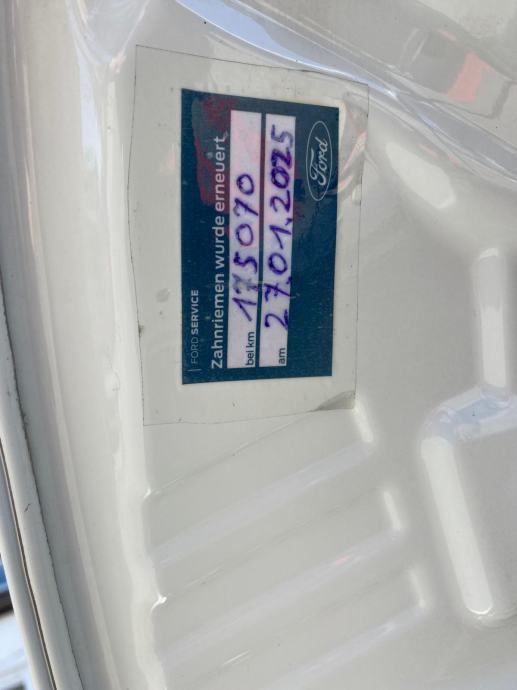 FORD SERVICE
Zahnriemen wurde erneuert
bei km 175070
am 27.01.2025
Ford